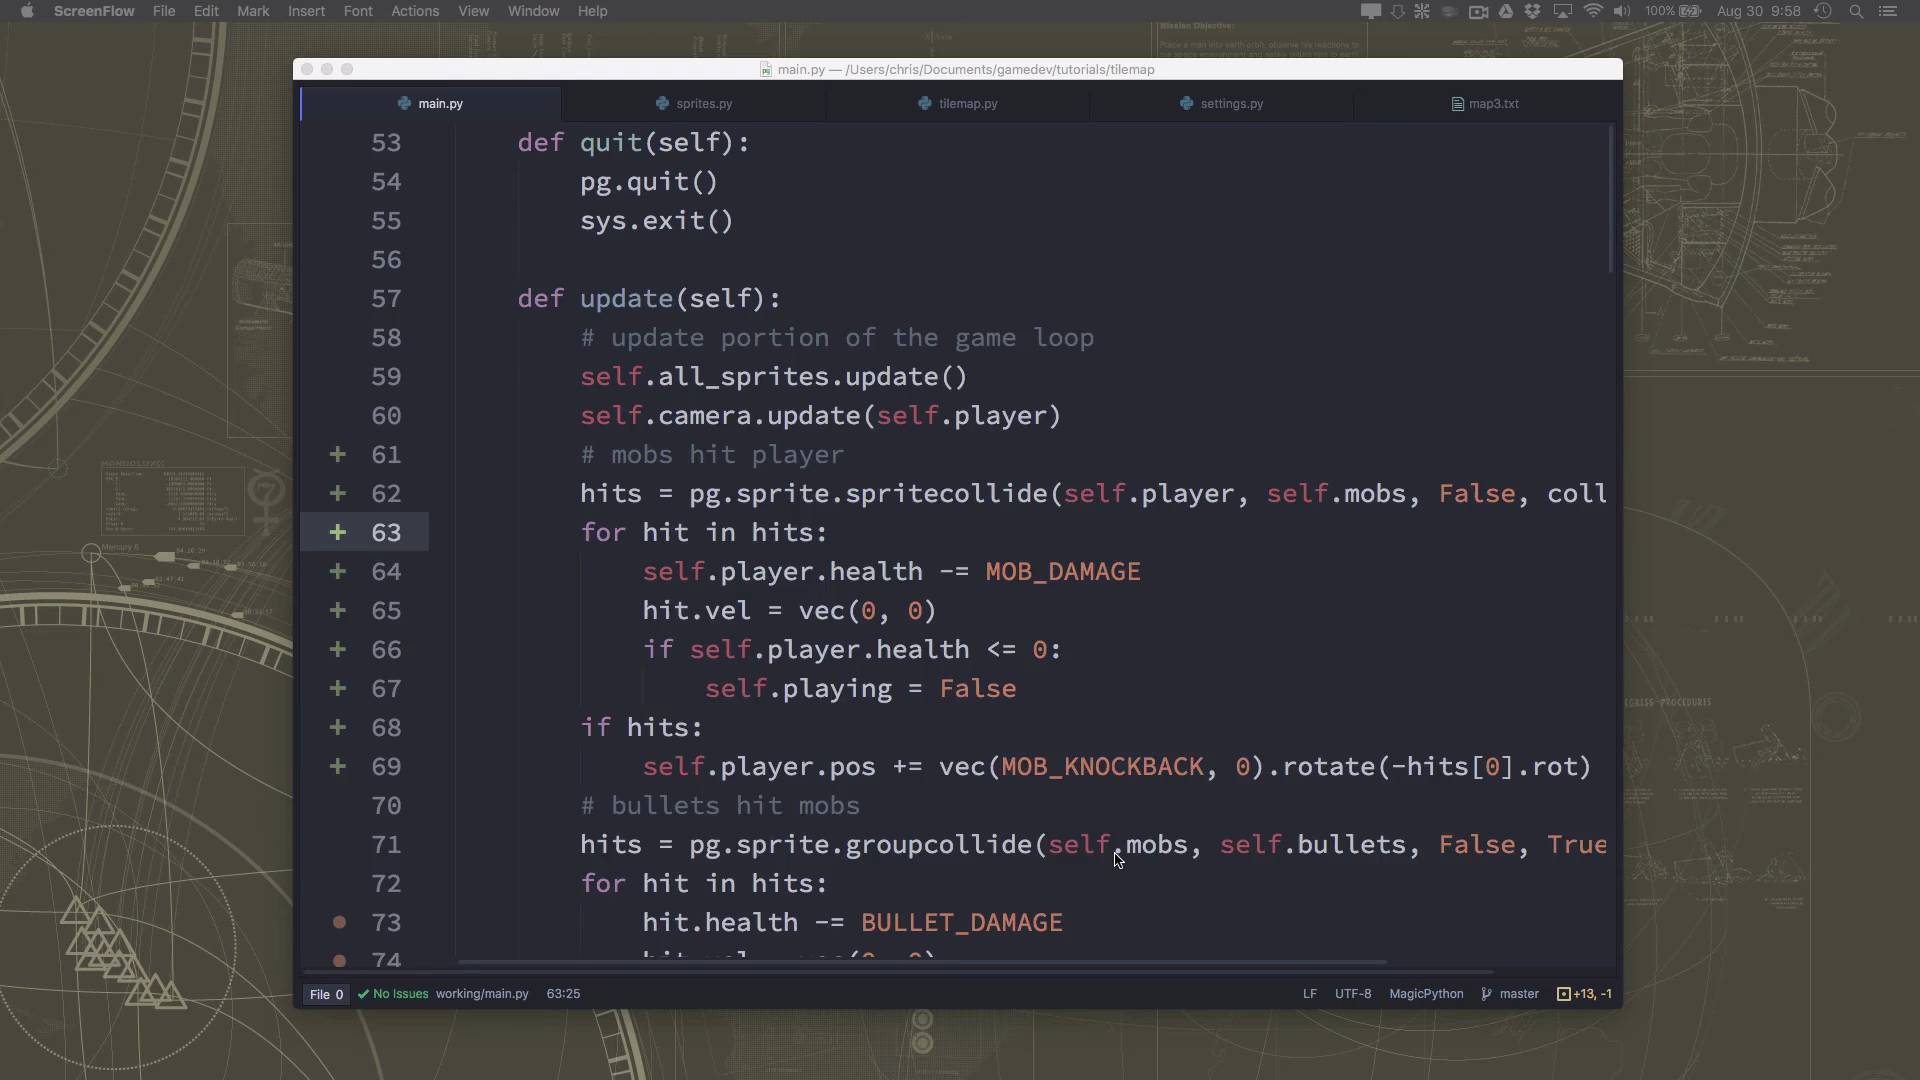 ScreenFlow File Edit Mark Insert Font Actions View Window Help 100% Aug 30 9:58
main.py — /Users/chris/Documents/gamedev/tutorials/tilemap
main.py sprites.py tilemap.py settings.py map3.txt
53 def quit(self):
54 pg.quit()
55 sys.exit()
56
57 def update(self):
58 # update portion of the game loop
59 self.all_sprites.update()
60 self.camera.update(self.player)
+ 61 # mobs hit player
+ 62 hits = pg.sprite.spritecollide(self.player, self.mobs, False, coll
+ 63 for hit in hits:
+ 64 self.player.health -= MOB_DAMAGE
+ 65 hit.vel = vec(0, 0)
+ 66 if self.player.health <= 0:
+ 67 self.playing = False
+ 68 if hits:
+ 69 self.player.pos += vec(MOB_KNOCKBACK, 0).rotate(-hits[0].rot)
70 # bullets hit mobs
71 hits = pg.sprite.groupcollide(self.mobs, self.bullets, False, True
72 for hit in hits:
73 hit.health -= BULLET_DAMAGE
74
File 0 No Issues working/main.py 63:25 LF UTF-8 MagicPython master +13, -1
Mission Objective: